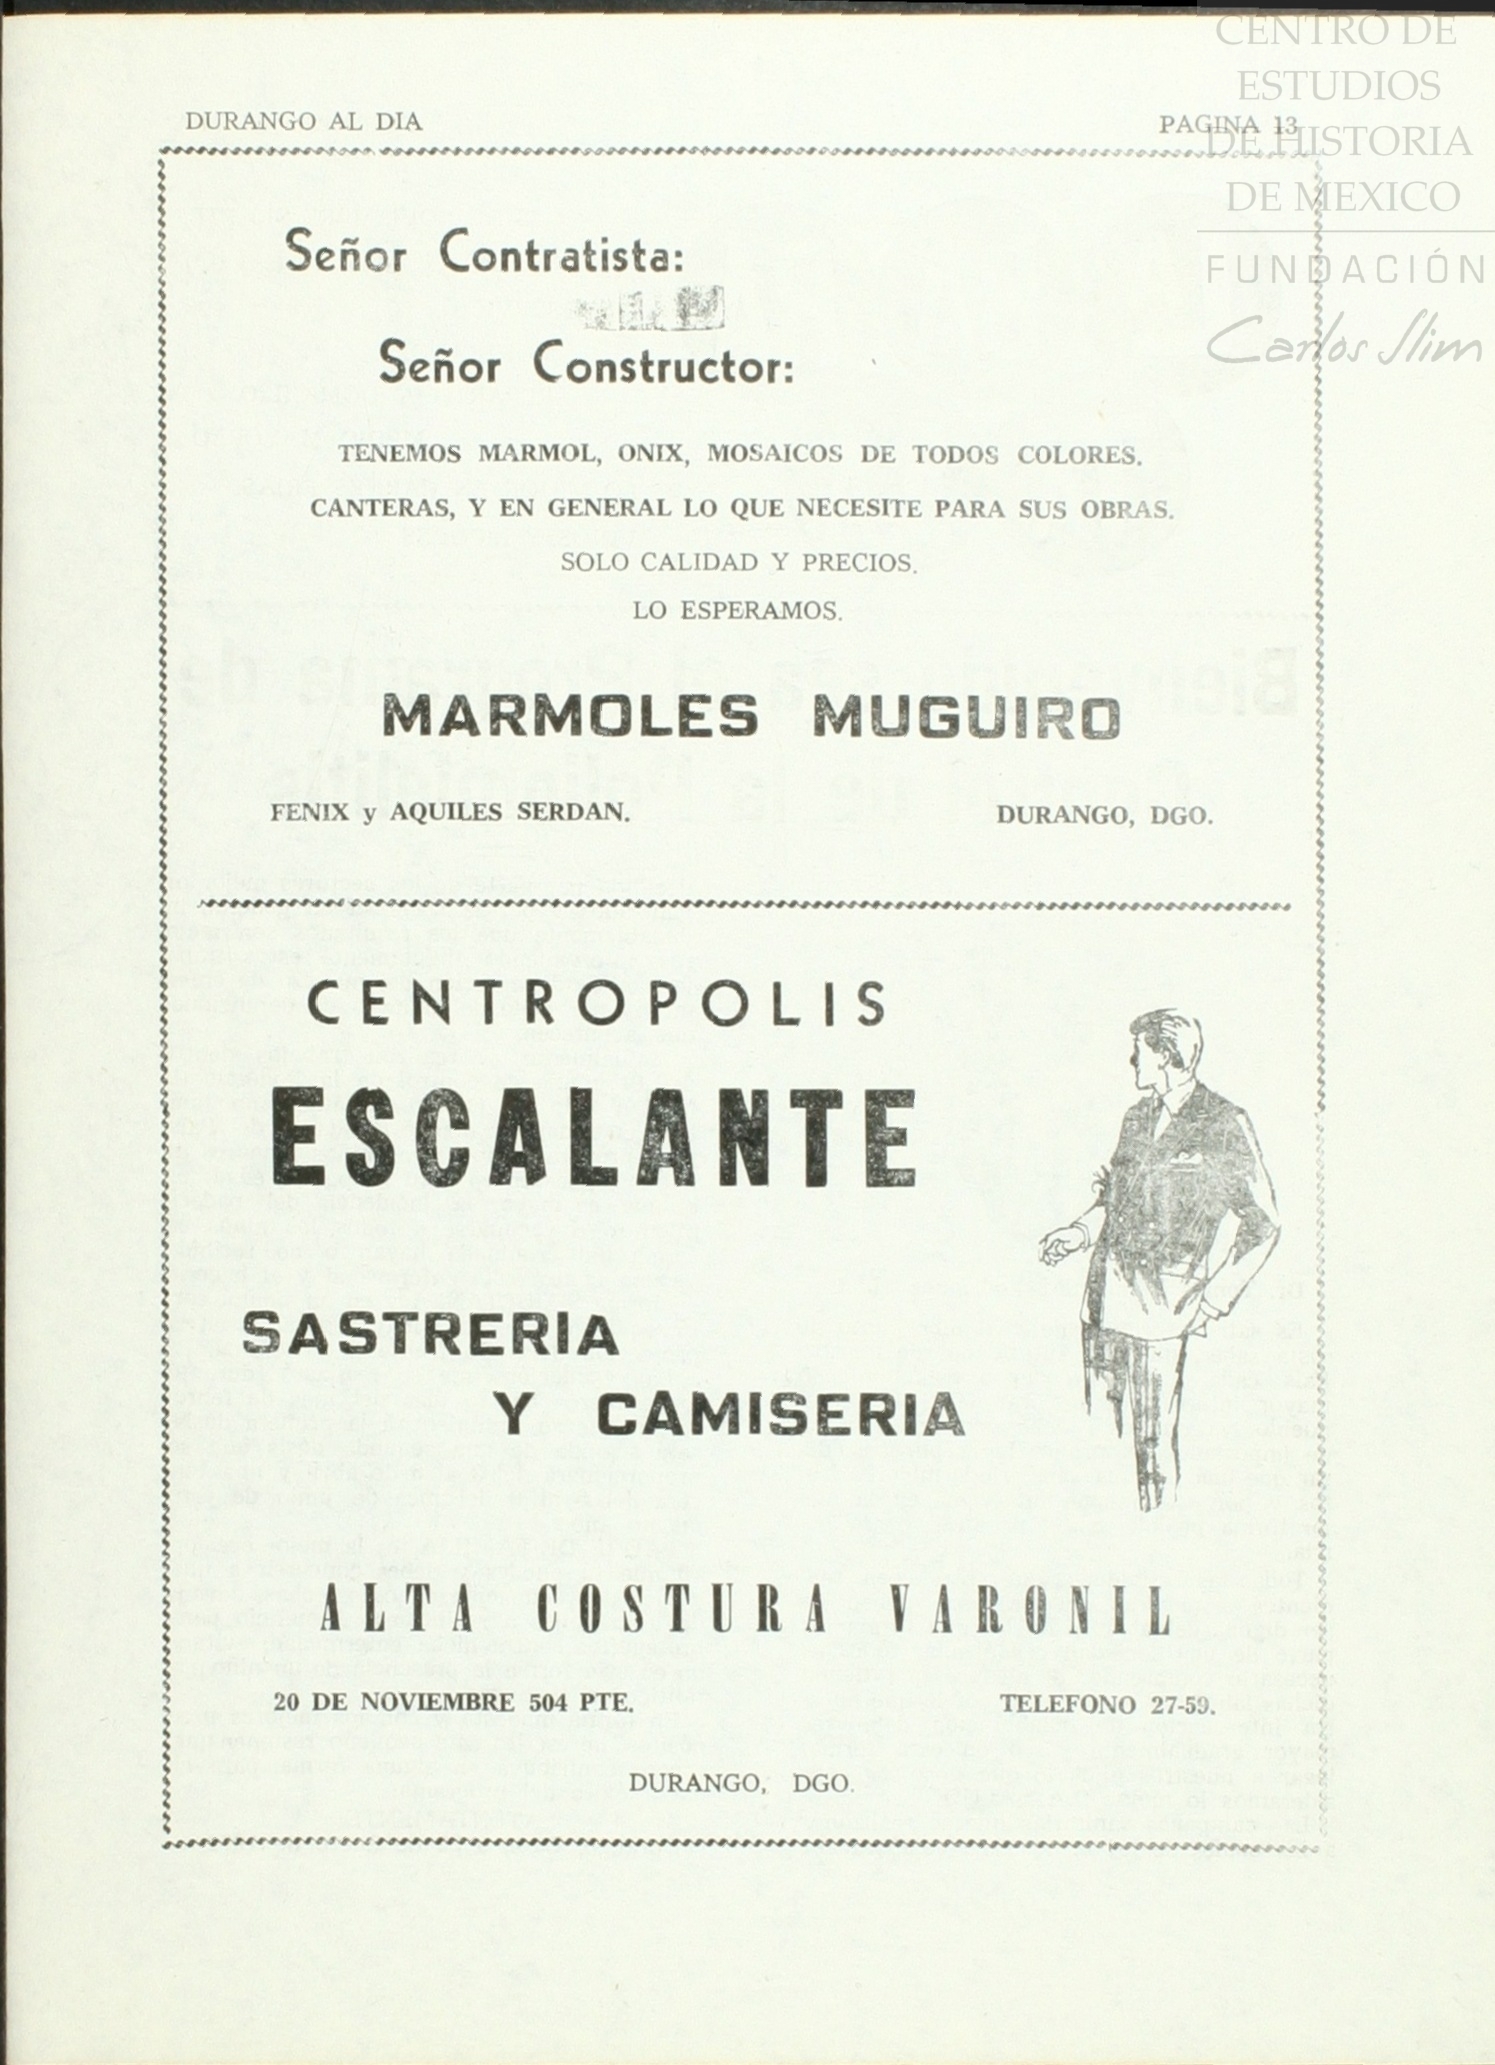 CENTRO DE
ESTUDIOS
DE HISTORIA
DE MEXICO
FUNDACIÓN
Carlos Slim
DURANGO AL DIA PAGINA 13
Señor Contratista:
Señor Constructor:
TENEMOS MARMOL, ONIX, MOSAICOS DE TODOS COLORES.
CANTERAS, Y EN GENERAL LO QUE NECESITE PARA SUS OBRAS.
SOLO CALIDAD Y PRECIOS.
LO ESPERAMOS.
MARMOLES MUGUIRO
FENIX y AQUILES SERDAN. DURANGO, DGO.
CENTROPOLIS
ESCALANTE
SASTRERIA
Y CAMISERIA
ALTA COSTURA VARONIL
20 DE NOVIEMBRE 504 PTE. TELEFONO 27-59.
DURANGO, DGO.